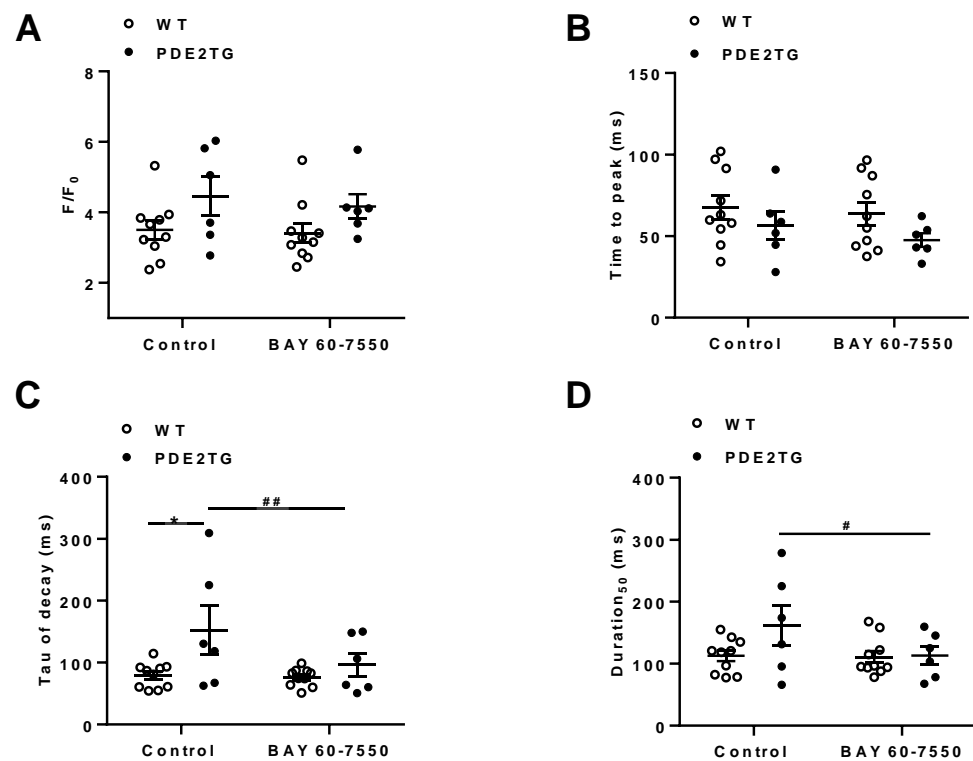 A
WT
PDE2TG
8
6
4
2
F/F0
Control
BAY 60-7550
B
WT
PDE2TG
150
100
50
0
Time to peak (ms)
Control
BAY 60-7550
C
WT
PDE2TG
400
300
200
100
0
Tau of decay (ms)
*
##
Control
BAY 60-7550
D
WT
PDE2TG
400
300
200
100
0
Duration50 (ms)
#
Control
BAY 60-7550